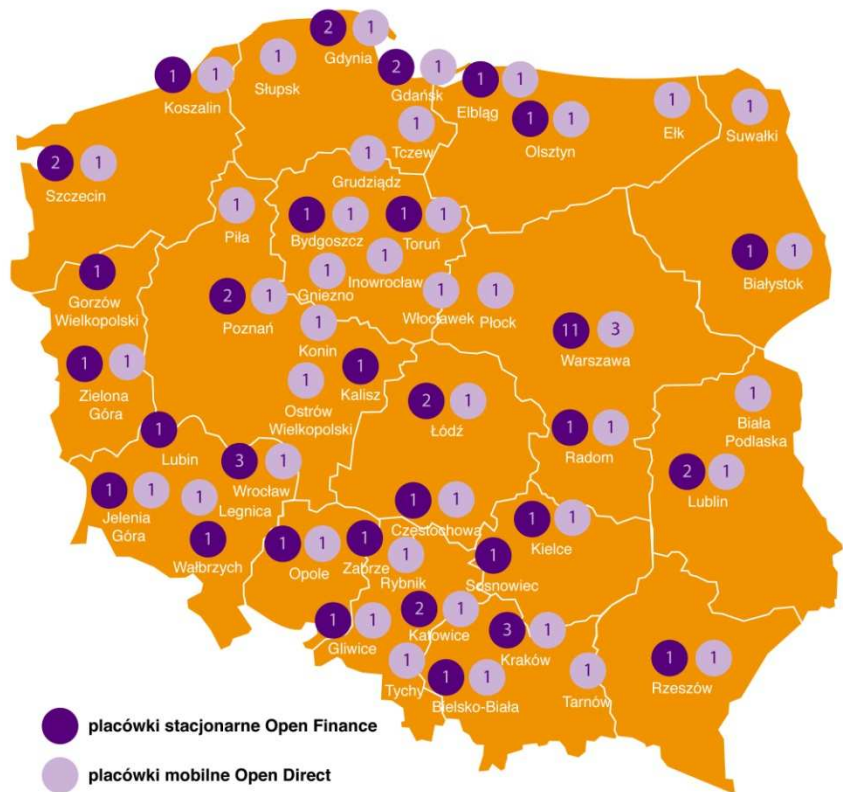 2 1
Gdynia
1
Słupsk
2 1
Gdańsk
1 1
Koszalin
1 1
Elbląg
1 1
Olsztyn
1
Ełk
1
Suwałki
1
Tczew
2 1
Szczecin
1
Grudziądz
1
Piła
1 1
Bydgoszcz
1 1
Toruń
1
Inowrocław
1
Gniezno
1 1
Białystok
1
Gorzów
Wielkopolski
2 1
Poznań
1
Włocławek
1
Płock
1
Konin
11 3
Warszawa
1 1
Zielona
Góra
1
Kalisz
1
Ostrów
Wielkopolski
2 1
Łódź
1
Biała
Podlaska
1
Lubin
1 1
Radom
3 1
Wrocław
2 1
Lublin
1 1
Jelenia
Góra
1
Legnica
1 1
Częstochowa
1 1
Kielce
1
Wałbrzych
1 1
Opole
1
Zabrze
1
Rybnik
1
Sosnowiec
2 1
Katowice
1 1
Gliwice
3 1
Kraków
1
Tychy
1 1
Bielsko-Biała
1
Tarnów
1 1
Rzeszów
placówki stacjonarne Open Finance
placówki mobilne Open Direct